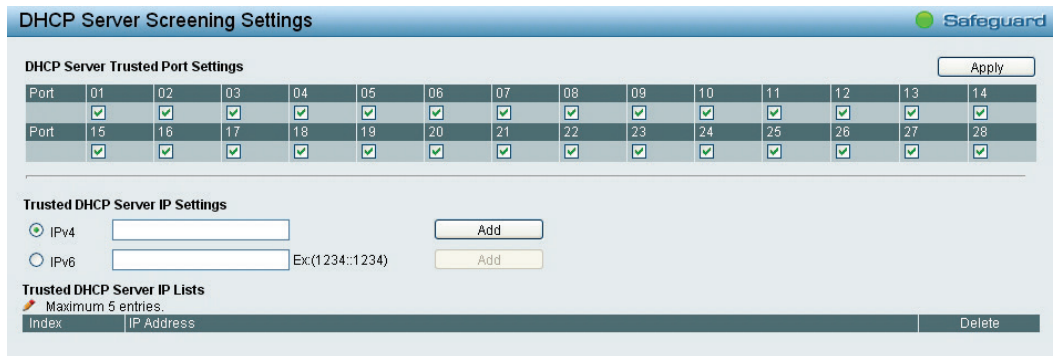 DHCP Server Screening Settings Safeguard
DHCP Server Trusted Port Settings Apply
Port 01 02 03 04 05 06 07 08 09 10 11 12 13 14
Port 15 16 17 18 19 20 21 22 23 24 25 26 27 28
Trusted DHCP Server IP Settings
IPv4 Add
IPv6 Ex:(1234::1234) Add
Trusted DHCP Server IP Lists
Maximum 5 entries.
Index IP Address Delete